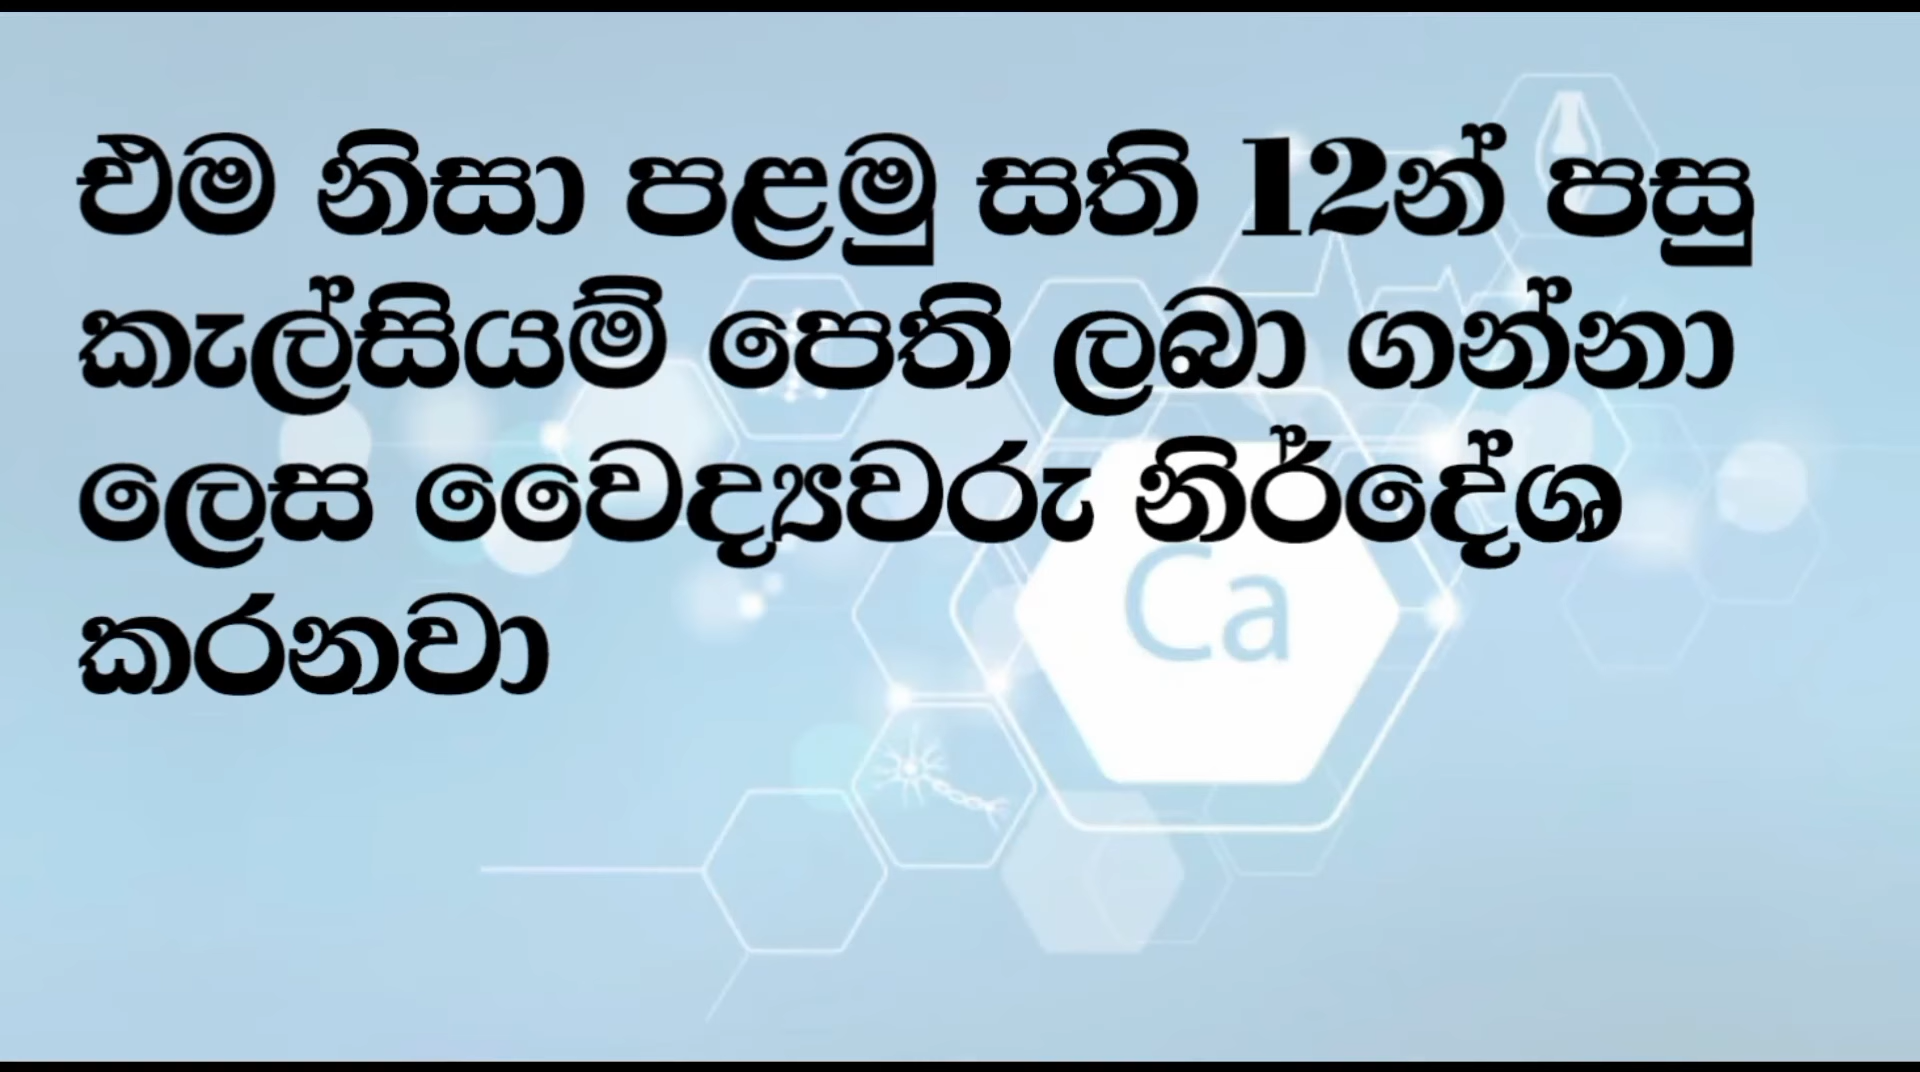 එම නිසා පළමු සති 12න් පසු
කැල්සියම් පෙති ලබා ගන්නා
ලෙස වෛද්‍යවරු නිර්දේශ
කරනවා
Ca